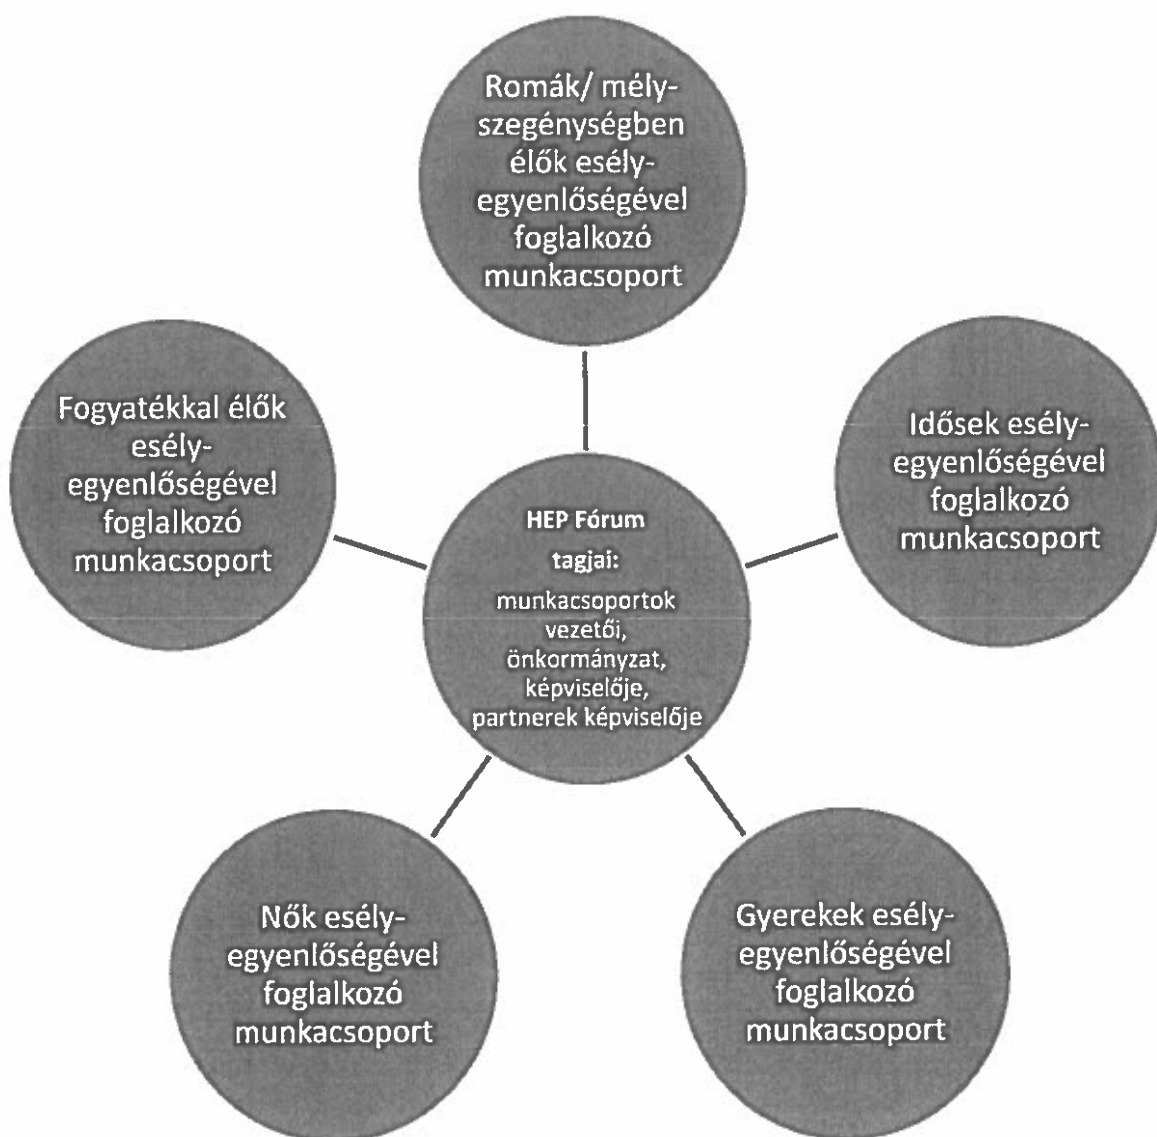 Romák/ mély-
szegénységben
élők esély-
egyenlőségével
foglalkozó
munkacsoport
Fogyatékkal élők
esély-
egyenlőségével
foglalkozó
munkacsoport
Idősek esély-
egyenlőségével
foglalkozó
munkacsoport
HEP Fórum
tagjai:
munkacsoportok
vezetői,
önkormányzat,
képviselője,
partnerek képviselője
Nők esély-
egyenlőségével
foglalkozó
munkacsoport
Gyerekek esély-
egyenlőségével
foglalkozó
munkacsoport